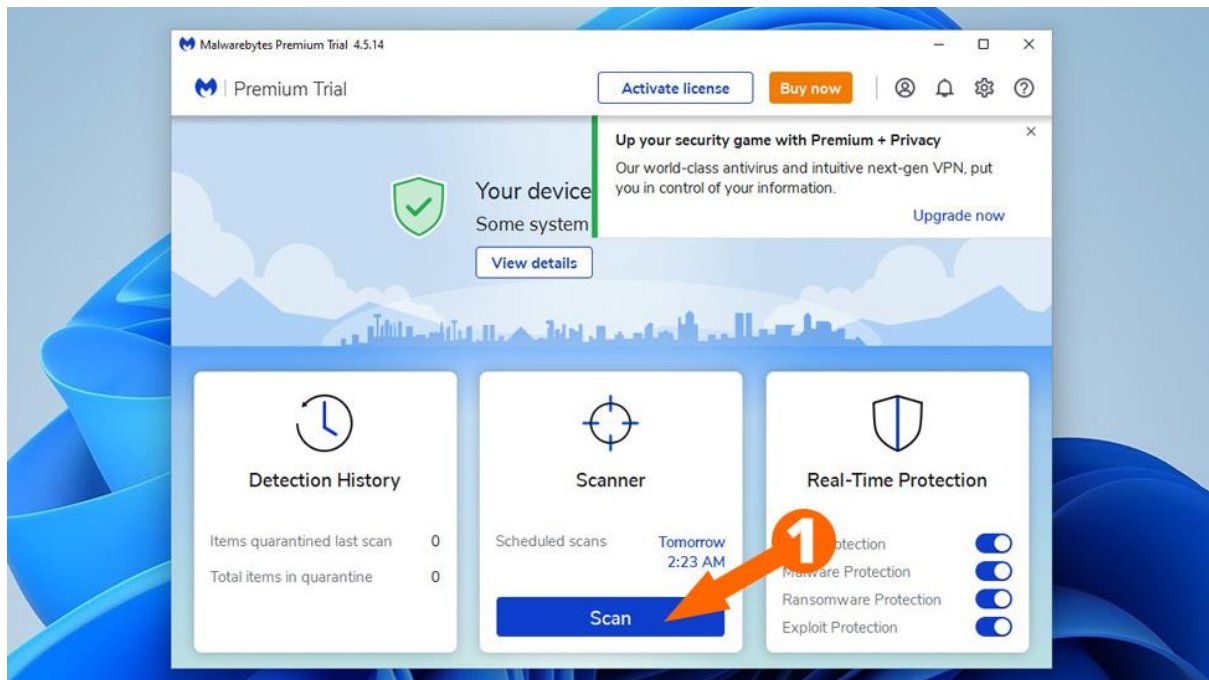 Malwarebytes Premium Trial 4.5.14
Premium Trial
Activate license
Buy now
Up your security game with Premium + Privacy
Our world-class antivirus and intuitive next-gen VPN, put
you in control of your information.
Upgrade now
Your device
Some system
View details
Detection History
Items quarantined last scan 0
Total items in quarantine 0
Scanner
Scheduled scans Tomorrow
2:23 AM
Scan
1
Real-Time Protection
Malware Protection
Ransomware Protection
Exploit Protection